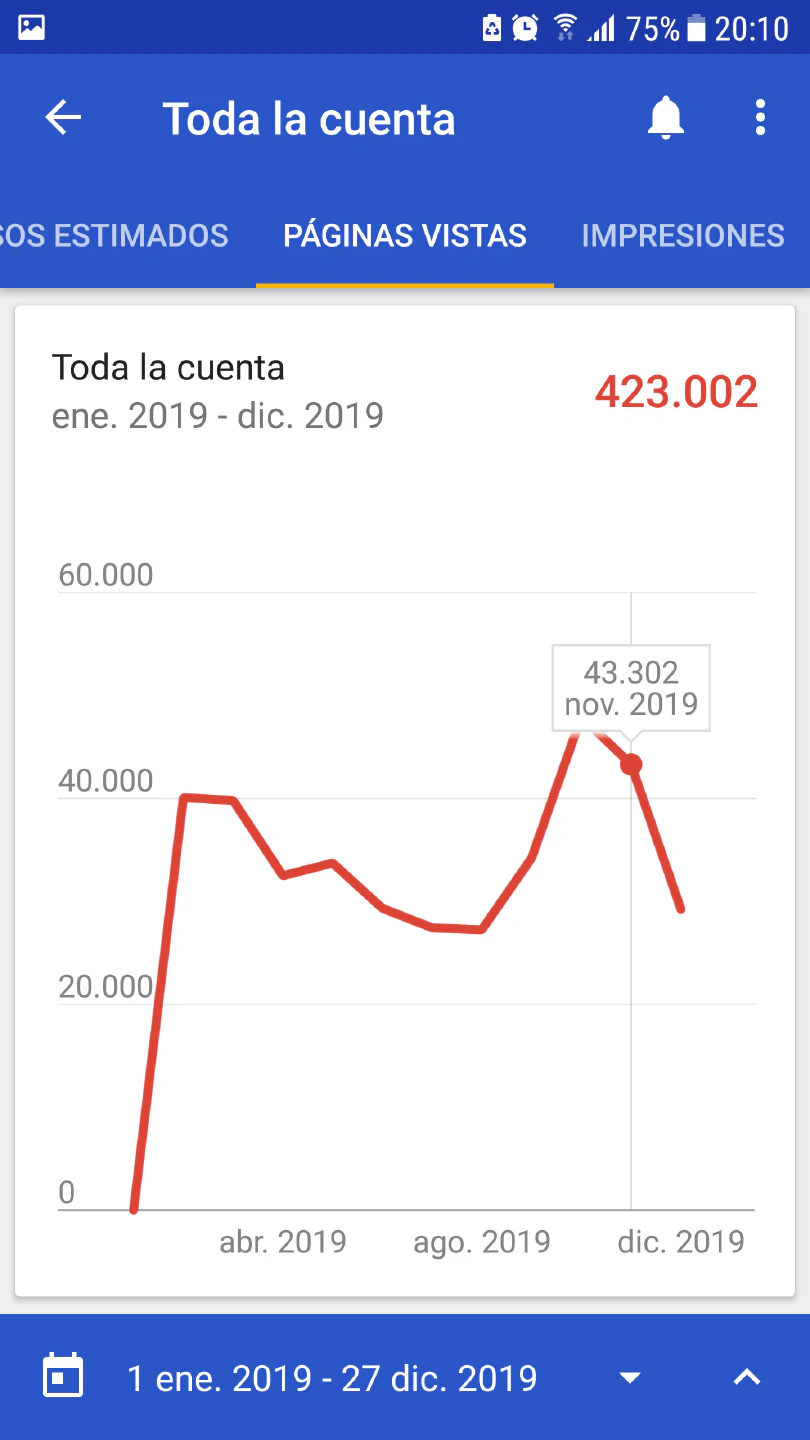 75% 20:10
Toda la cuenta
SOS ESTIMADOS PÁGINAS VISTAS IMPRESIONES
Toda la cuenta
ene. 2019 - dic. 2019
423.002
60.000
43.302
nov. 2019
40.000
20.000
0
abr. 2019 ago. 2019 dic. 2019
1 ene. 2019 - 27 dic. 2019